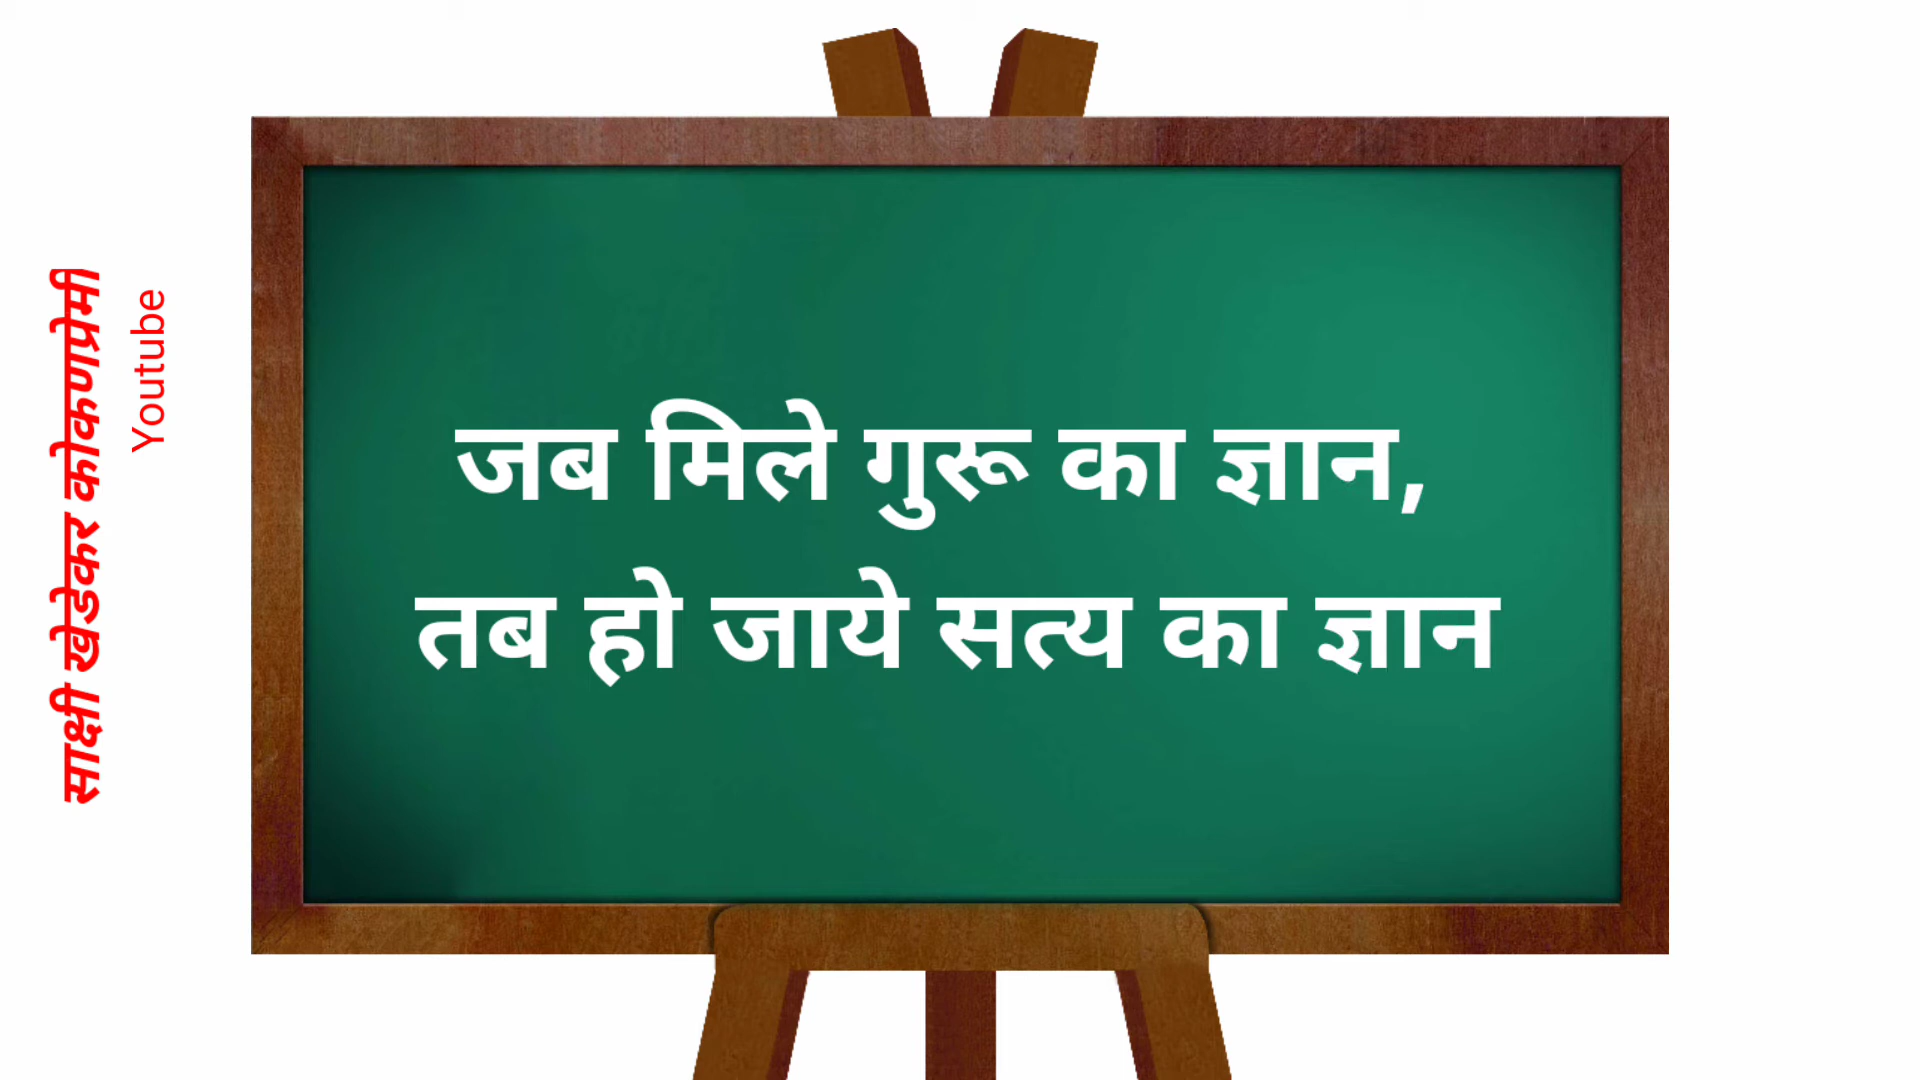 जब मिले गुरू का ज्ञान,
तब हो जाये सत्य का ज्ञान
साक्षी खेडेकर कोकणप्रेमी
Youtube